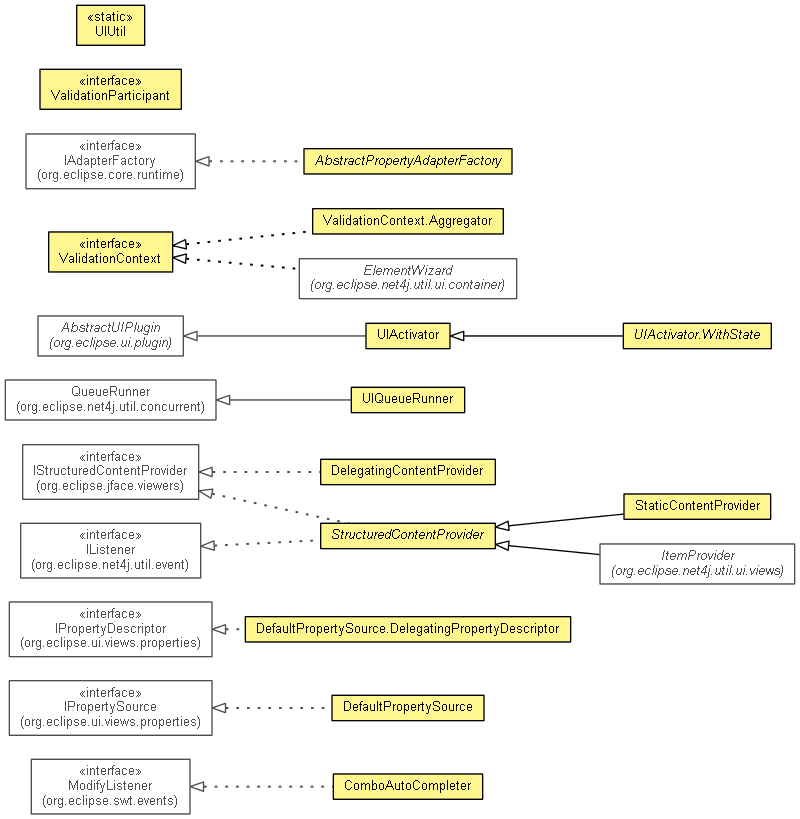 «static»
UIUtil
«interface»
ValidationParticipant
«interface»
IAdapterFactory
(org.eclipse.core.runtime)
AbstractPropertyAdapterFactory
«interface»
ValidationContext
ValidationContext.Aggregator
ElementWizard
(org.eclipse.net4j.util.ui.container)
AbstractUIPlugin
(org.eclipse.ui.plugin)
UIActivator
UIActivator.WithState
QueueRunner
(org.eclipse.net4j.util.concurrent)
UIQueueRunner
«interface»
IStructuredContentProvider
(org.eclipse.jface.viewers)
DelegatingContentProvider
«interface»
IListener
(org.eclipse.net4j.util.event)
StructuredContentProvider
StaticContentProvider
ItemProvider
(org.eclipse.net4j.util.ui.views)
«interface»
IPropertyDescriptor
(org.eclipse.ui.views.properties)
DefaultPropertySource.DelegatingPropertyDescriptor
«interface»
IPropertySource
(org.eclipse.ui.views.properties)
DefaultPropertySource
«interface»
ModifyListener
(org.eclipse.swt.events)
ComboAutoCompleter